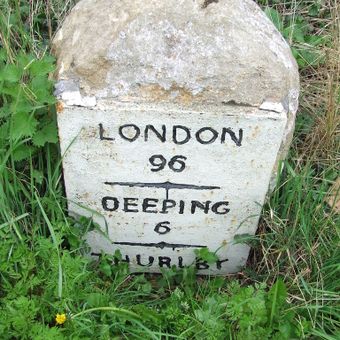 LONDON
96
DEEPING
6
THURLBY